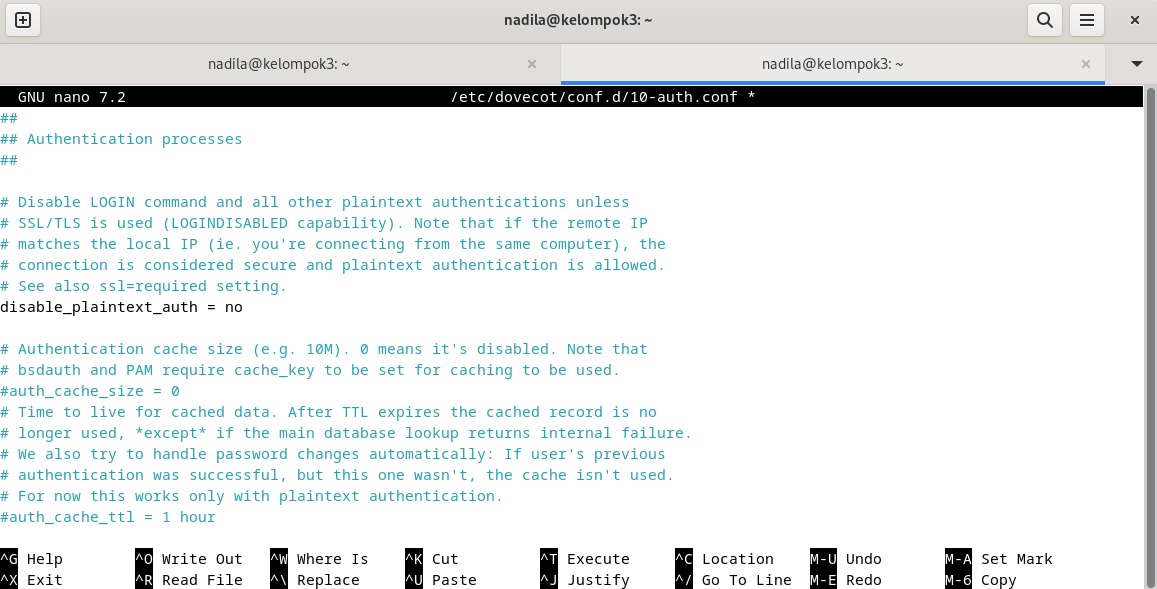 nadila@kelompok3: ~
nadila@kelompok3: ~ × nadila@kelompok3: ~ ×
GNU nano 7.2 /etc/dovecot/conf.d/10-auth.conf *
##
## Authentication processes
##
# Disable LOGIN command and all other plaintext authentications unless
# SSL/TLS is used (LOGINDISABLED capability). Note that if the remote IP
# matches the local IP (ie. you're connecting from the same computer), the
# connection is considered secure and plaintext authentication is allowed.
# See also ssl=required setting.
disable_plaintext_auth = no
# Authentication cache size (e.g. 10M). 0 means it's disabled. Note that
# bsdauth and PAM require cache_key to be set for caching to be used.
#auth_cache_size = 0
# Time to live for cached data. After TTL expires the cached record is no
# longer used, *except* if the main database lookup returns internal failure.
# We also try to handle password changes automatically: If user's previous
# authentication was successful, but this one wasn't, the cache isn't used.
# For now this works only with plaintext authentication.
#auth_cache_ttl = 1 hour
^G Help ^O Write Out ^W Where Is ^K Cut ^T Execute ^C Location M-U Undo M-A Set Mark
^X Exit ^R Read File ^\ Replace ^U Paste ^J Justify ^/ Go To Line M-E Redo M-6 Copy